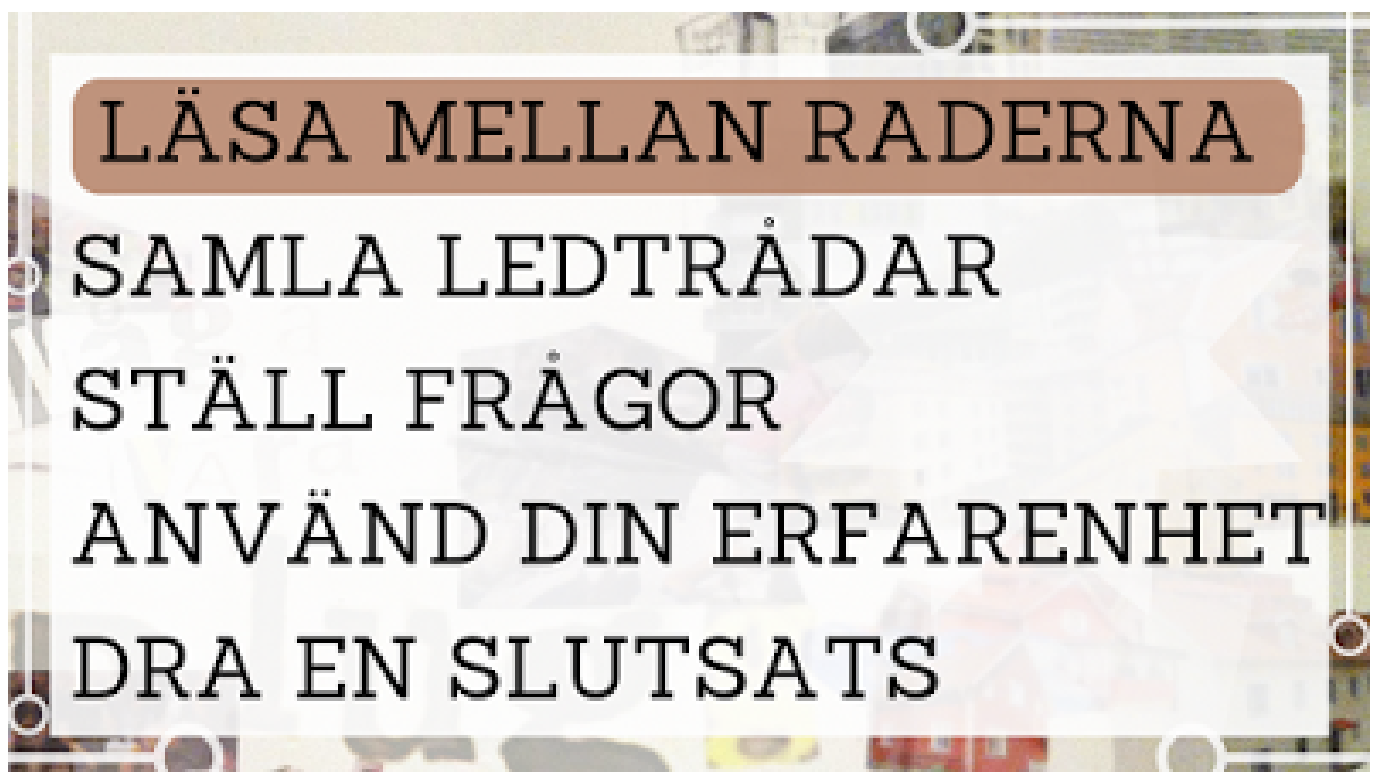 LÄSA MELLAN RADERNA
SAMLA LEDTRÅDAR
STÄLL FRÅGOR
ANVÄND DIN ERFARENHET
DRA EN SLUTSATS